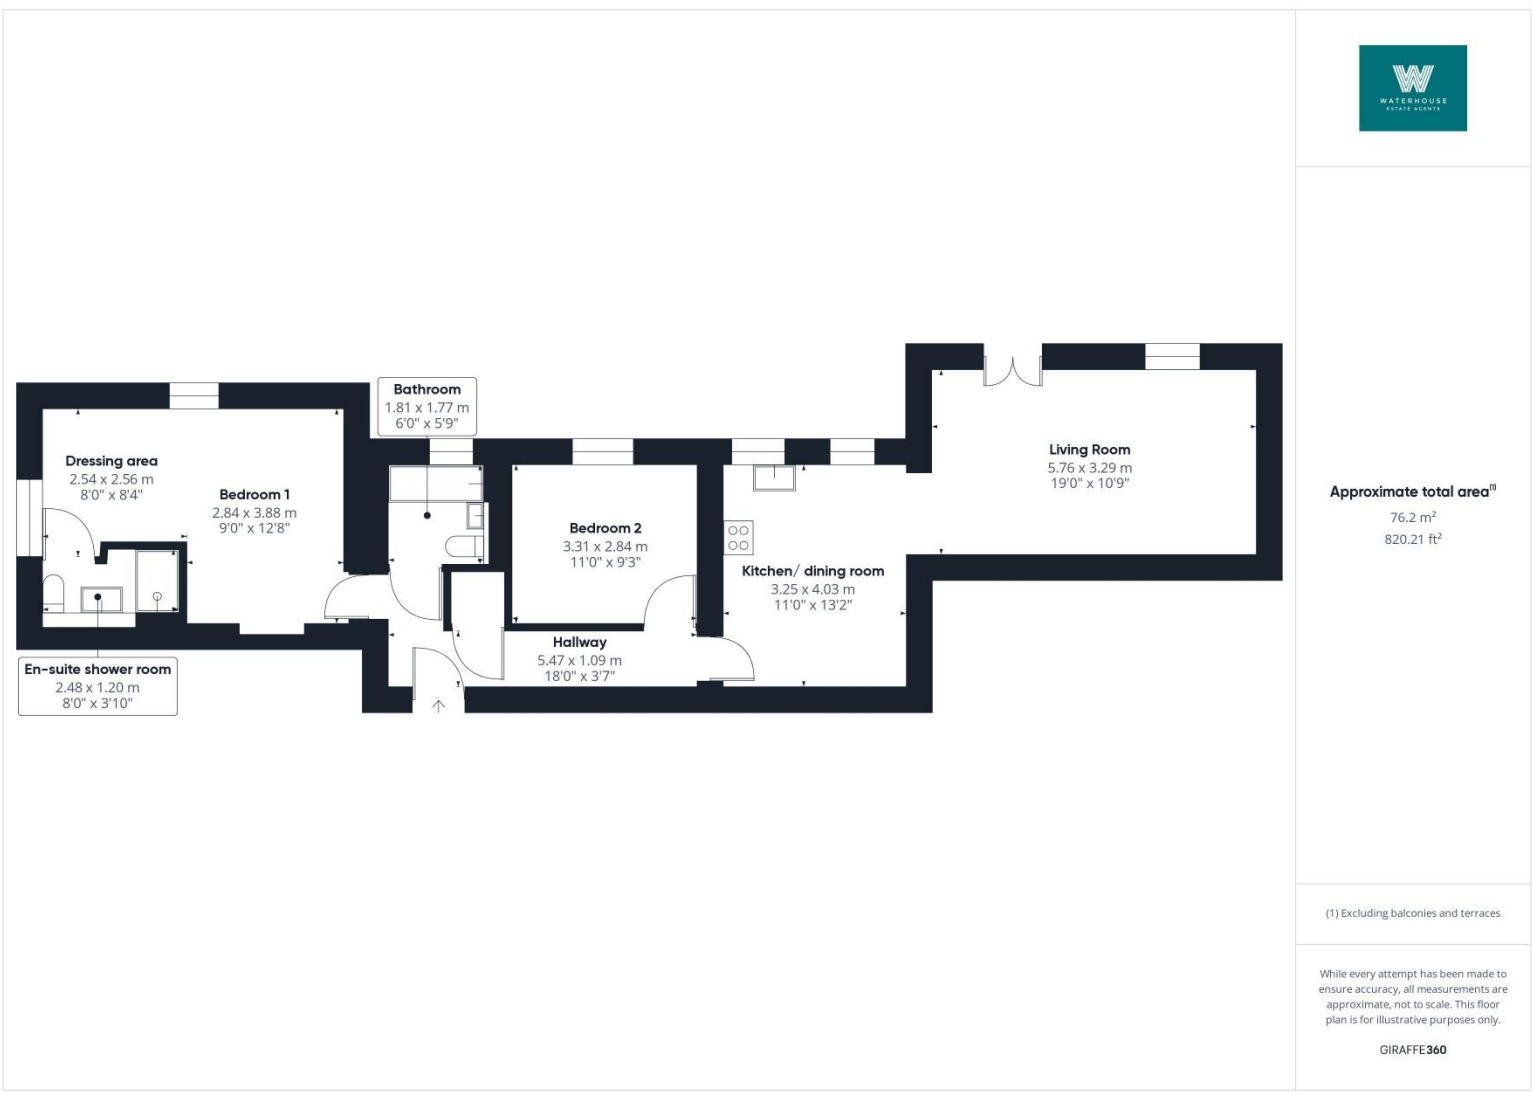 Bathroom
1.81 x 1.77 m
6'0" x 5'9"
Dressing area
2.54 x 2.56 m
8'0" x 8'4"
Bedroom 1
2.84 x 3.88 m
9'0" x 12'8"
En-suite shower room
2.48 x 1.20 m
8'0" x 3'10"
Bedroom 2
3.31 x 2.84 m
11'0" x 9'3"
Hallway
5.47 x 1.09 m
18'0" x 3'7"
Kitchen/ dining room
3.25 x 4.03 m
11'0" x 13'2"
Living Room
5.76 x 3.29 m
19'0" x 10'9"
W
WATERHOUSE
ESTATE AGENTS
Approximate total area⁽¹⁾
76.2 m²
820.21 ft²
(1) Excluding balconies and terraces
While every attempt has been made to
ensure accuracy, all measurements are
approximate, not to scale. This floor
plan is for illustrative purposes only.
GIRAFFE360